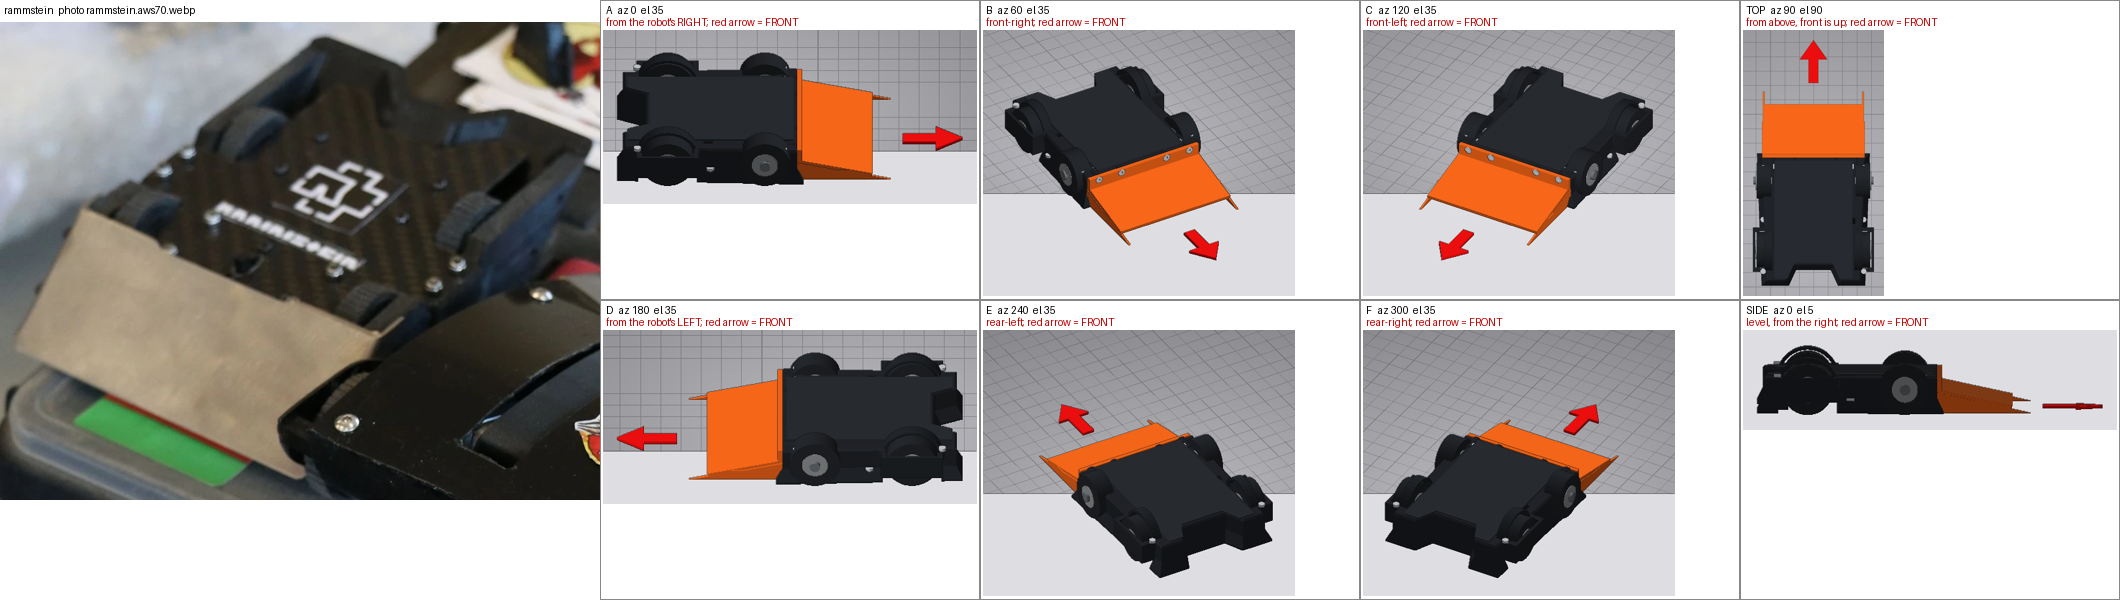 rammstein photo rammstein.aws70.webp
RAMMSTEIN
A az 0 el 35
from the robot's RIGHT; red arrow = FRONT
B az 60 el 35
front-right; red arrow = FRONT
C az 120 el 35
front-left; red arrow = FRONT
TOP az 90 el 90
from above, front is up; red arrow = FRONT
D az 180 el 35
from the robot's LEFT; red arrow = FRONT
E az 240 el 35
rear-left; red arrow = FRONT
F az 300 el 35
rear-right; red arrow = FRONT
SIDE az 0 el 5
level, from the right; red arrow = FRONT